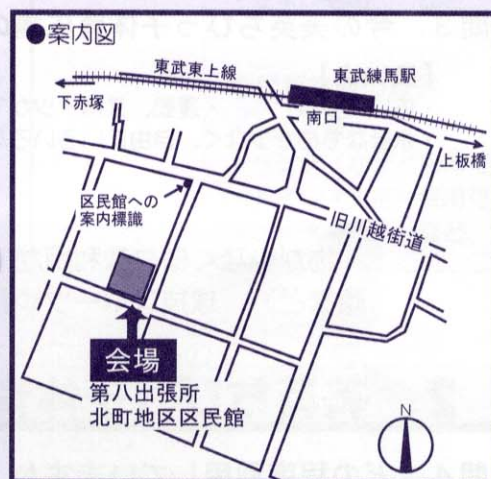 ●案内図
東武東上線
東武練馬駅
下赤塚
南口
上板橋
区民館への
案内標識
旧川越街道
会場
第八出張所
北町地区区民館
N